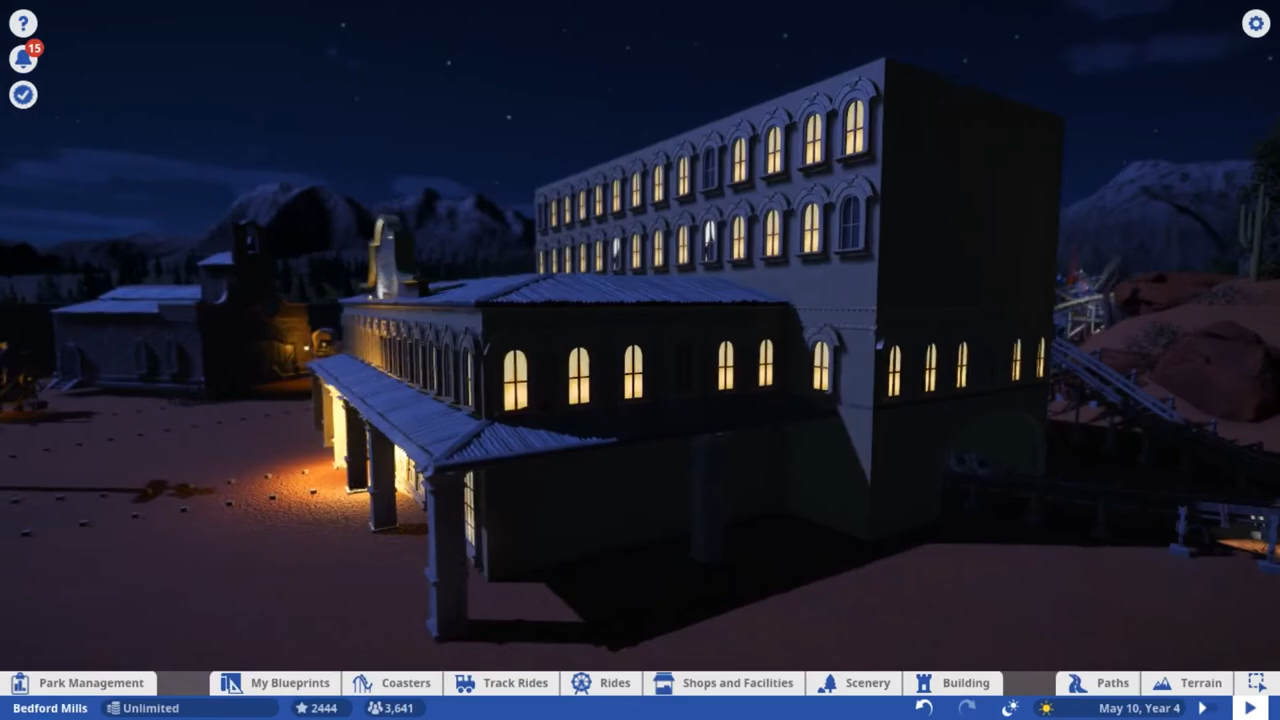 ?
15
Park Management
My Blueprints
Coasters
Track Rides
Rides
Shops and Facilities
Scenery
Building
Paths
Terrain
Bedford Mills
Unlimited
2444
3,641
May 10, Year 4